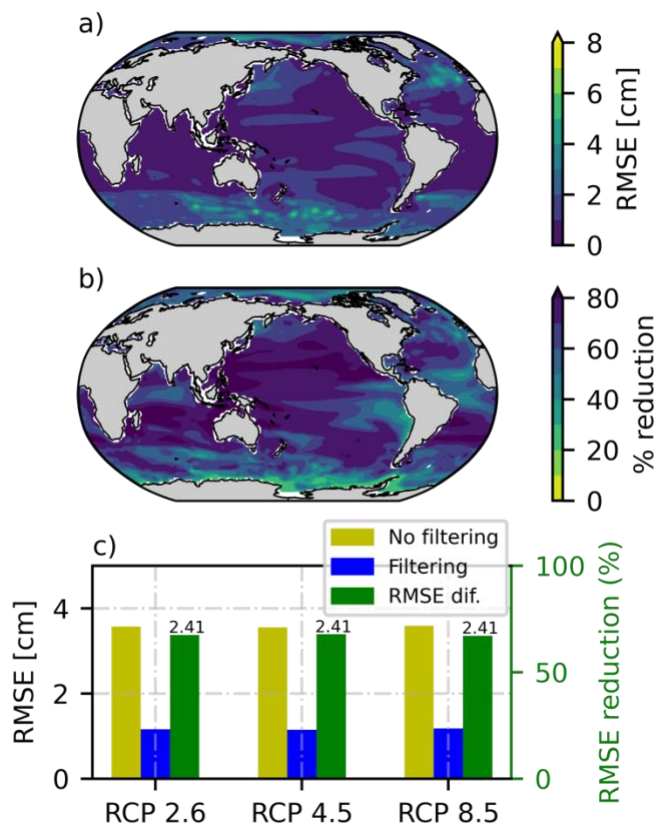 a)
8
6
4
2
0
RMSE [cm]
b)
80
60
40
20
0
% reduction
c)
No filtering
Filtering
RMSE dif.
4
2
0
RMSE [cm]
2.41
2.41
2.41
100
50
0
RMSE reduction (%)
RCP 2.6
RCP 4.5
RCP 8.5